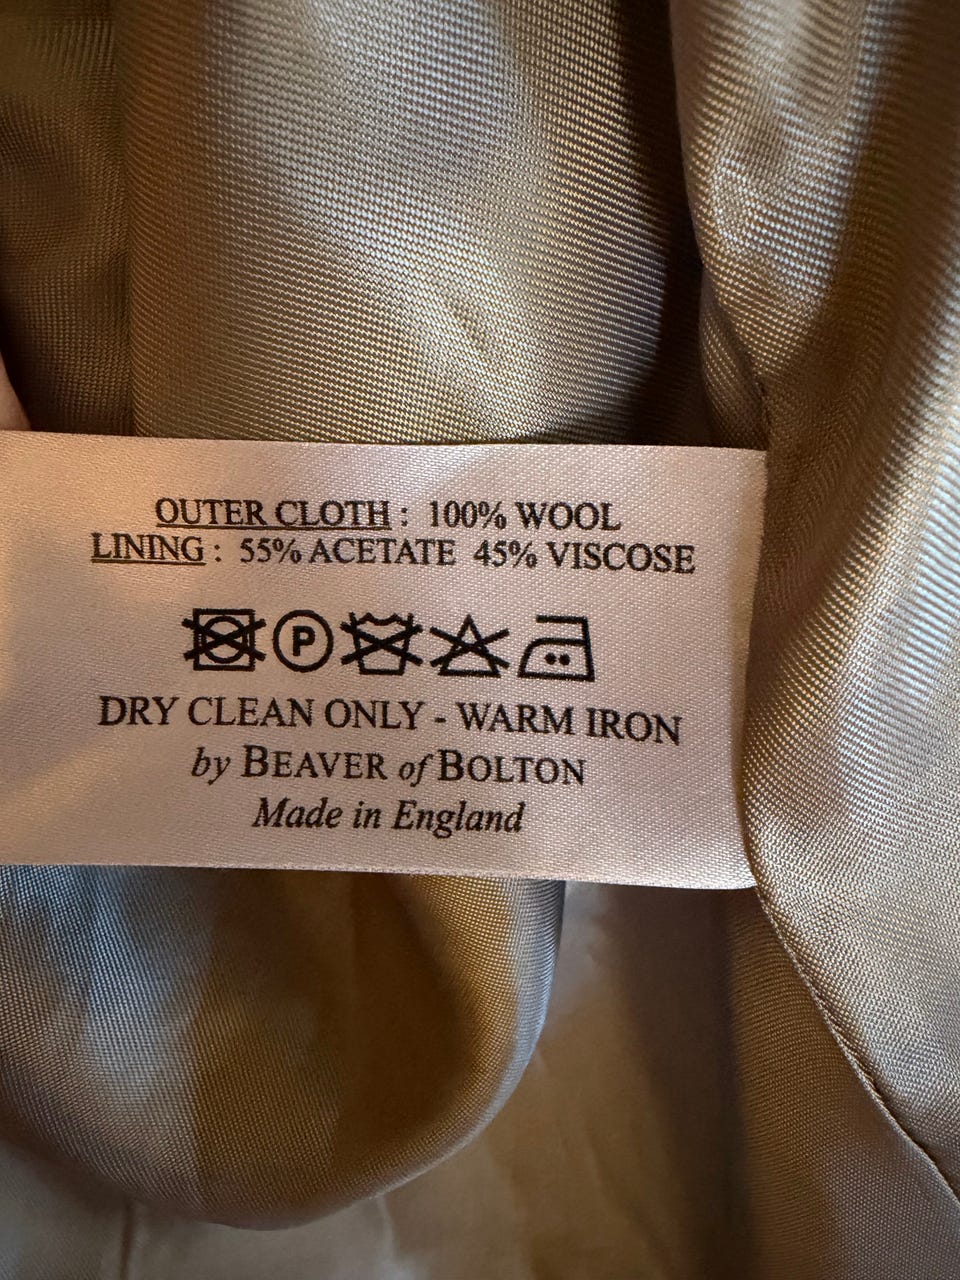 OUTER CLOTH : 100% WOOL
LINING : 55% ACETATE 45% VISCOSE
P
DRY CLEAN ONLY - WARM IRON
by BEAVER of BOLTON
Made in England